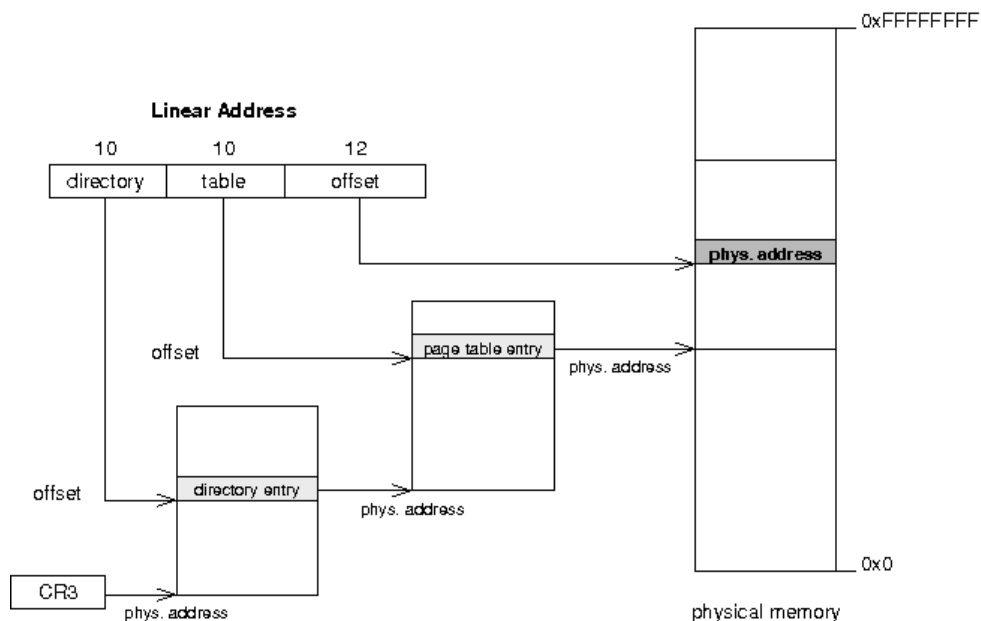 0xFFFFFFFF
Linear Address
10 10 12
directory table offset
phys. address
offset
page table entry
phys. address
offset
directory entry
phys. address
CR3
phys. address
0x0
physical memory